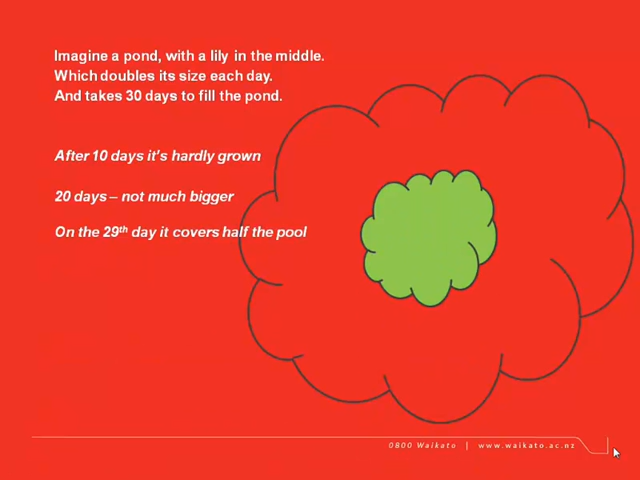 Imagine a pond, with a lily in the middle.
Which doubles its size each day.
And takes 30 days to fill the pond.
After 10 days it's hardly grown
20 days – not much bigger
On the 29th day it covers half the pool
0800 Waikato | www.waikato.ac.nz